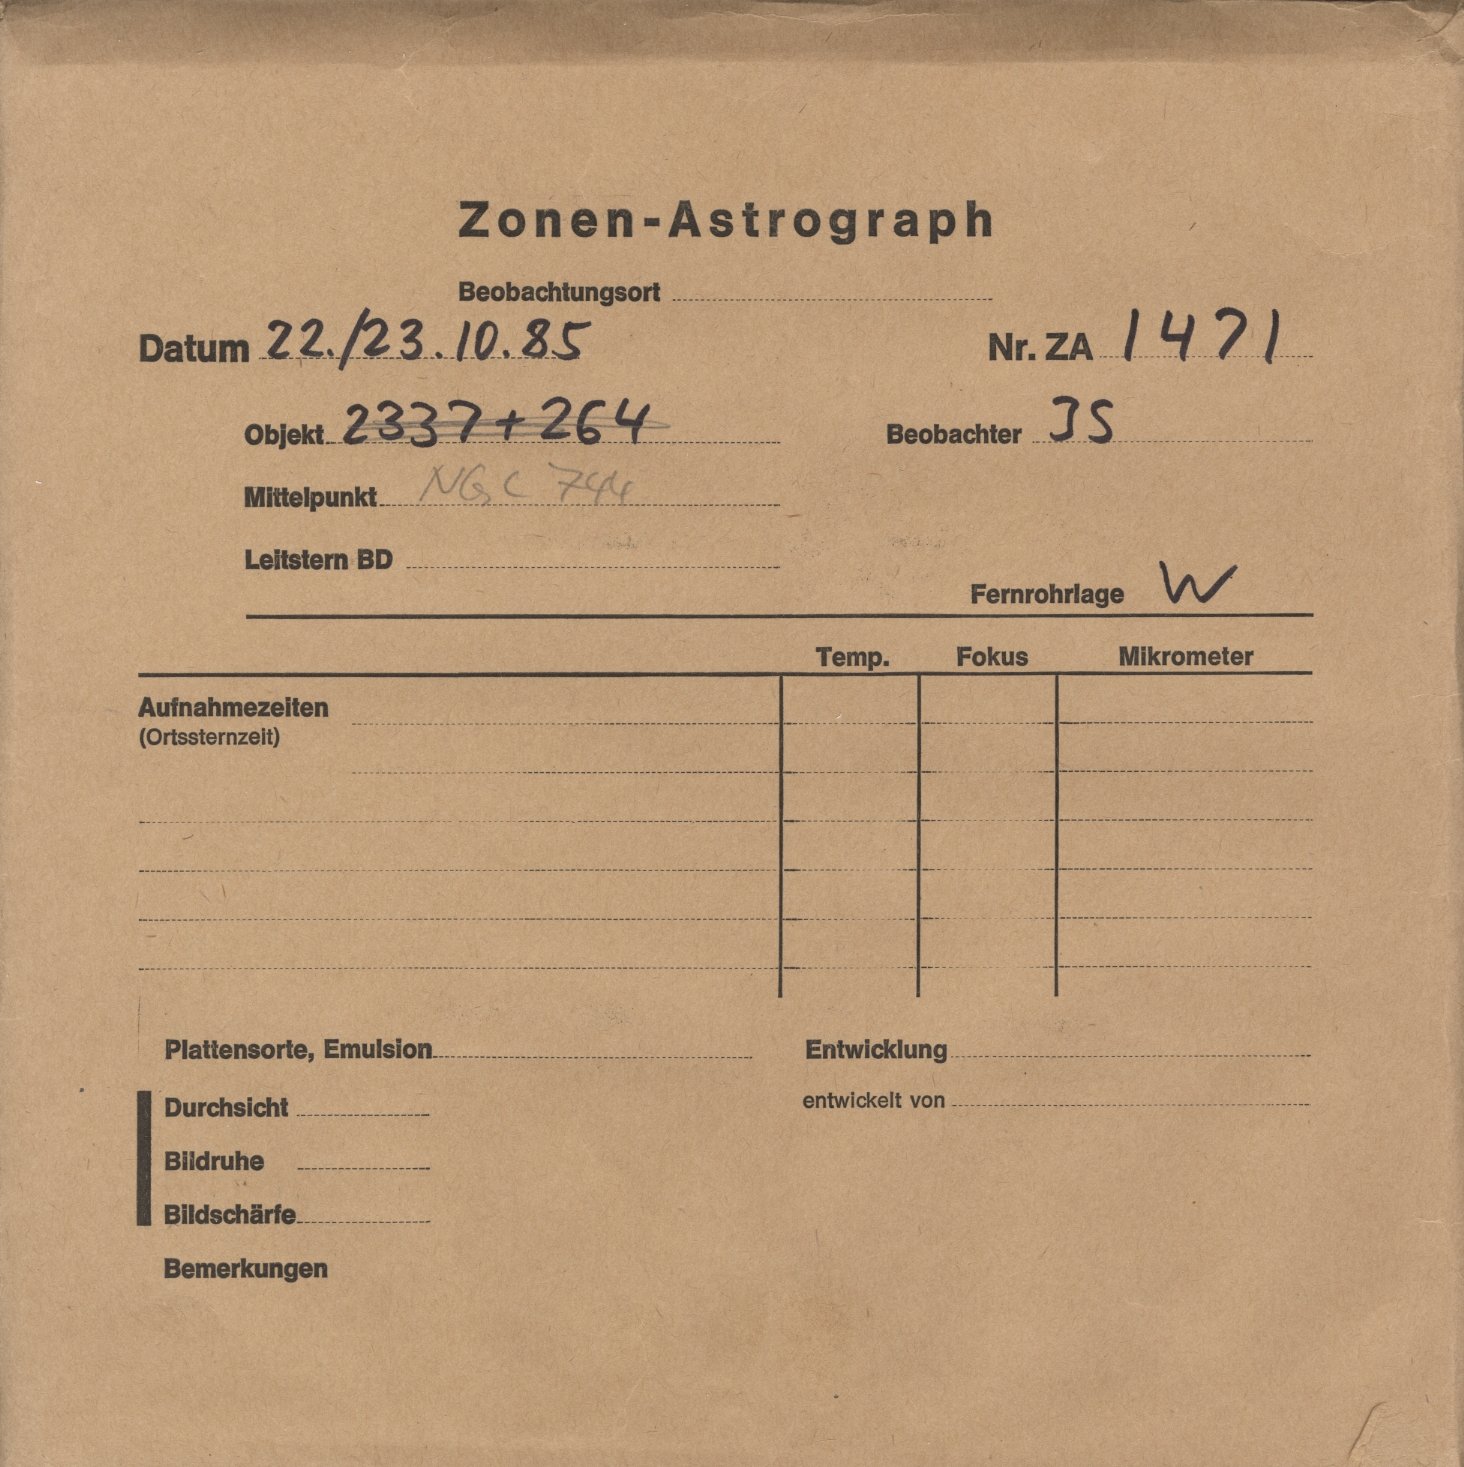 Zonen-Astrograph
Beobachtungsort
Datum 22./23.10.85 Nr. ZA 1471
Objekt 2337+264 Beobachter JS
Mittelpunkt NGC 744
Leitstern BD
Fernrohrlage W
Temp. Fokus Mikrometer
Aufnahmezeiten
(Ortssternzeit)
Plattensorte, Emulsion Entwicklung
Durchsicht entwickelt von
Bildruhe
Bildschärfe
Bemerkungen